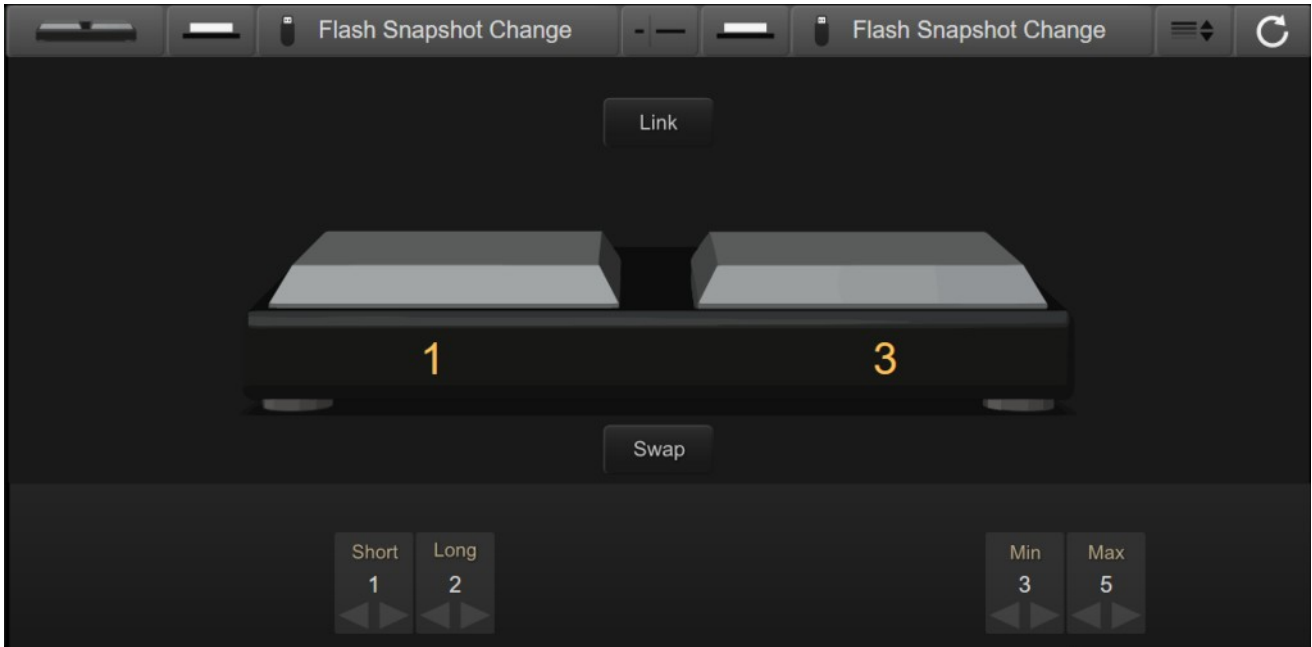 Flash Snapshot Change Flash Snapshot Change
Link
1 3
Swap
Short Long Min Max
1 2 3 5